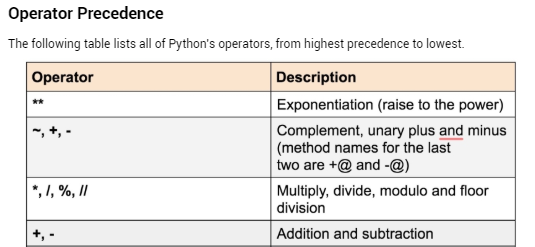 Operator Precedence
The following table lists all of Python's operators, from highest precedence to lowest.
Operator Description
** Exponentiation (raise to the power)
~, +, - Complement, unary plus and minus
(method names for the last
two are +@ and -@)
*, /, %, // Multiply, divide, modulo and floor
division
+, - Addition and subtraction